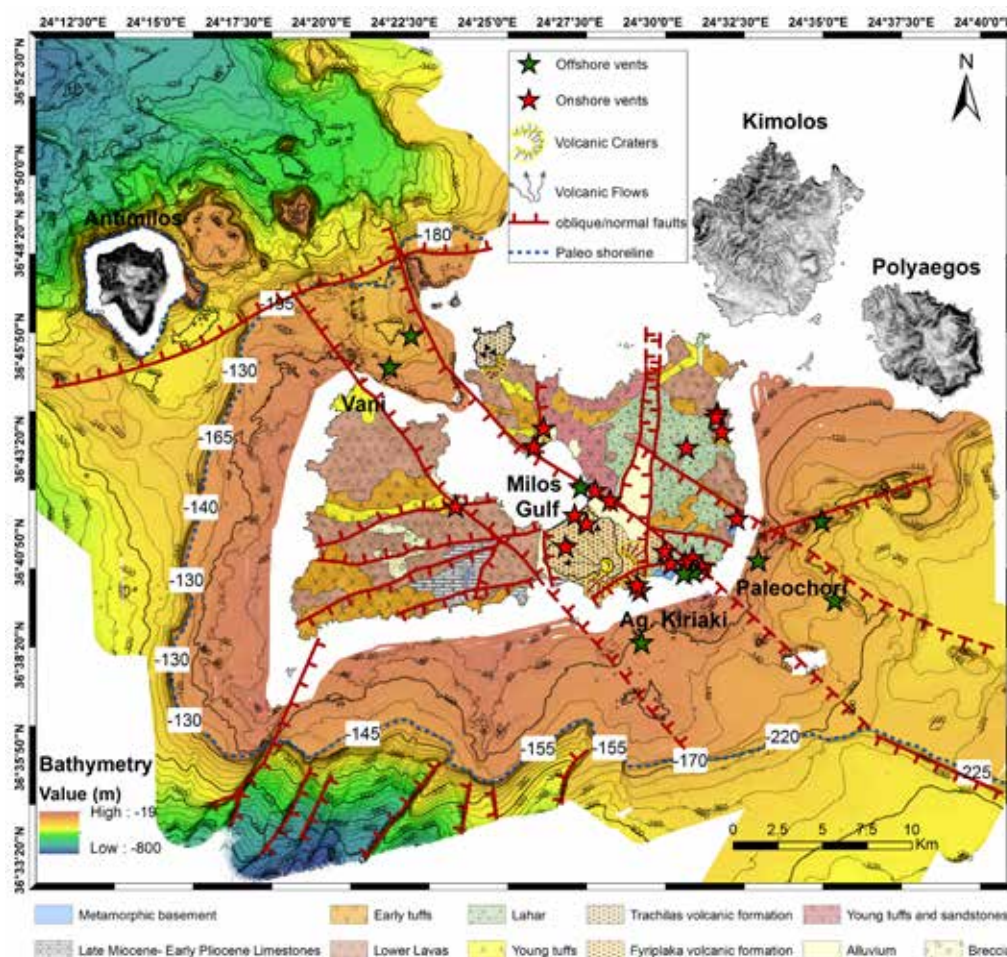 24°12'30"E 24°15'0"E 24°17'30"E 24°20'0"E 24°22'30"E 24°25'0"E 24°27'30"E 24°30'0"E 24°32'30"E 24°35'0"E 24°37'30"E 24°40'0"E
36°52'30"N
36°50'0"N
36°48'20"N
36°45'50"N
36°43'20"N
36°40'50"N
36°38'20"N
36°35'50"N
36°33'20"N
Offshore vents
Onshore vents
Volcanic Craters
Volcanic Flows
oblique/normal faults
Paleo shoreline
N
Kimolos
Antimilos
Polyaegos
-180
-195
-130
Vani
-165
Milos
Gulf
-140
-130
Paleochori
Ag. Kiriaki
-130
-130
-145
-155
-155
-170
-220
-225
Bathymetry
Value (m)
High : -19
Low : -800
0 2.5 5 7.5 10
Km
Metamorphic basement
Early tuffs
Lahar
Trachilas volcanic formation
Young tuffs and sandstones
Late Miocene- Early Pliocene Limestones
Lower Lavas
Young tuffs
Fyriplaka volcanic formation
Alluvium
Breccia